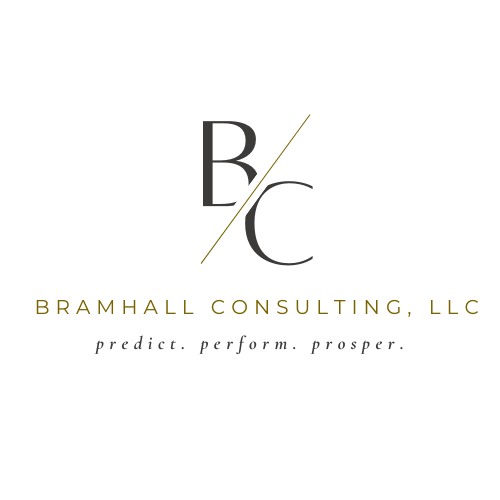 B
C
BRAMHALL CONSULTING, LLC
predict. perform. prosper.